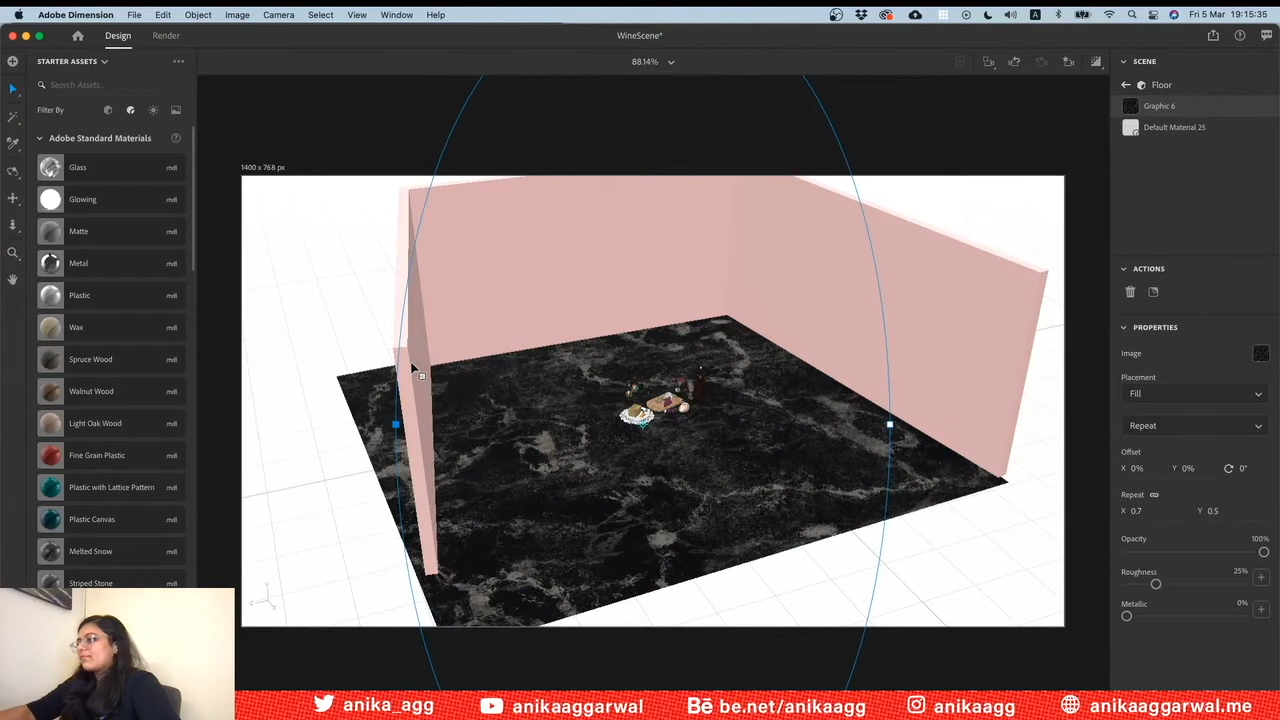 Adobe Dimension File Edit Object Image Camera Select View Window Help A Fri 5 Mar 19:15:35
Design Render WineScene*
STARTER ASSETS 88.14% SCENE
Search Assets.. Floor
Filter By Graphic 6
Default Material 25
Adobe Standard Materials
1400 x 768 px
Glass .mdl
Glowing .mdl
Matte .mdl
Metal .mdl ACTIONS
Plastic .mdl
Wax .mdl PROPERTIES
Spruce Wood .mdl Image
Placement
Walnut Wood .mdl Fill
Light Oak Wood .mdl Repeat
Fine Grain Plastic .mdl Offset
X 0% Y 0% 0°
Plastic with Lattice Pattern .mdl Repeat
Plastic Canvas .mdl X 0.7 Y 0.5
Melted Snow .mdl Opacity 100%
Striped Stone .mdl Roughness 25%
Metallic 0%
anika_agg anikaaggarwal be.net/anikaagg anikaagg anikaaggarwal.me